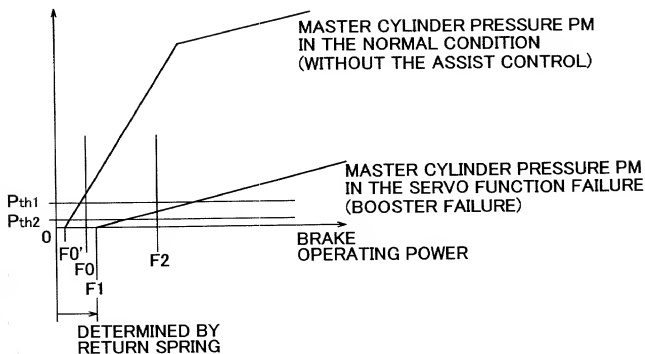 MASTER CYLINDER PRESSURE PM
IN THE NORMAL CONDITION
(WITHOUT THE ASSIST CONTROL)
MASTER CYLINDER PRESSURE PM
IN THE SERVO FUNCTION FAILURE
(BOOSTER FAILURE)
Pth1
Pth2
0
BRAKE
OPERATING POWER
F0'
F0
F2
F1
DETERMINED BY
RETURN SPRING